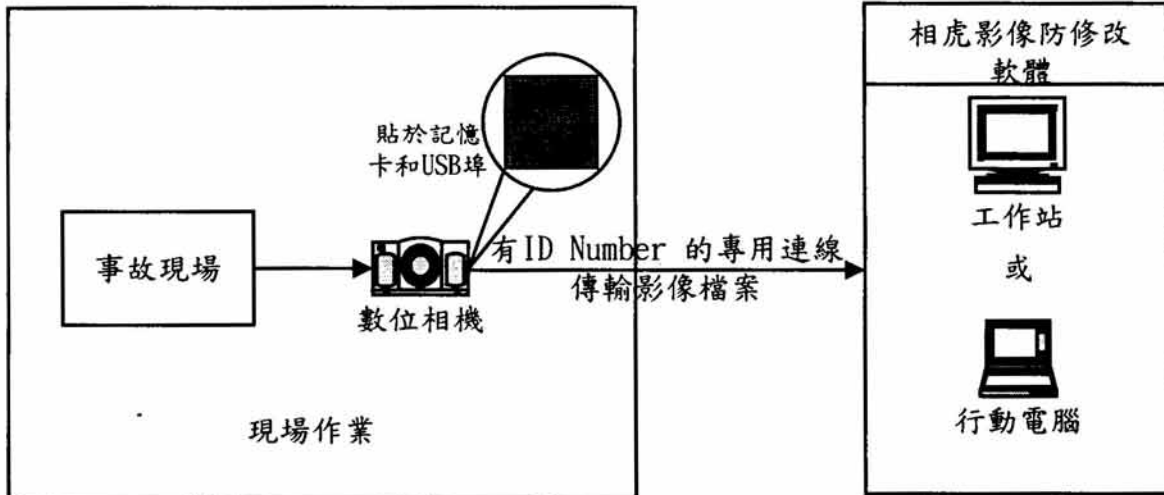 貼於記憶
卡和USB埠
事故現場
數位相機
有ID Number 的專用連線
傳輸影像檔案
現場作業
相虎影像防修改
軟體
工作站
或
行動電腦